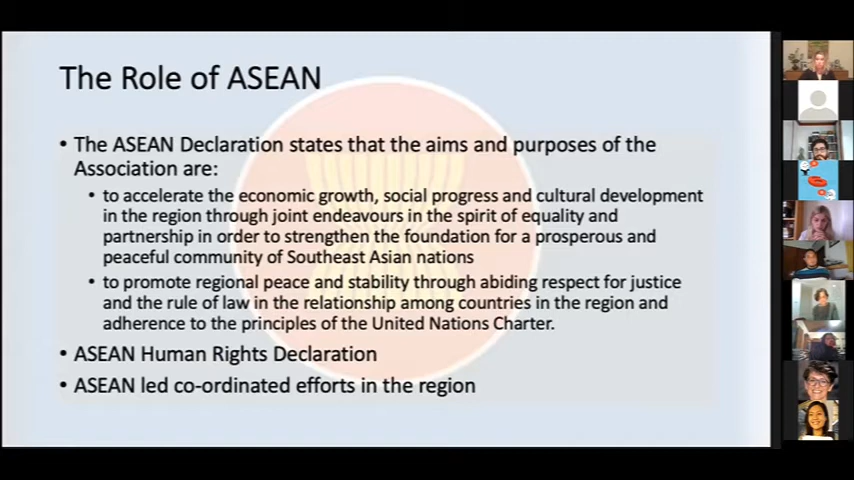 The Role of ASEAN
• The ASEAN Declaration states that the aims and purposes of the
Association are:
• to accelerate the economic growth, social progress and cultural development
in the region through joint endeavours in the spirit of equality and
partnership in order to strengthen the foundation for a prosperous and
peaceful community of Southeast Asian nations
• to promote regional peace and stability through abiding respect for justice
and the rule of law in the relationship among countries in the region and
adherence to the principles of the United Nations Charter.
• ASEAN Human Rights Declaration
• ASEAN led co-ordinated efforts in the region